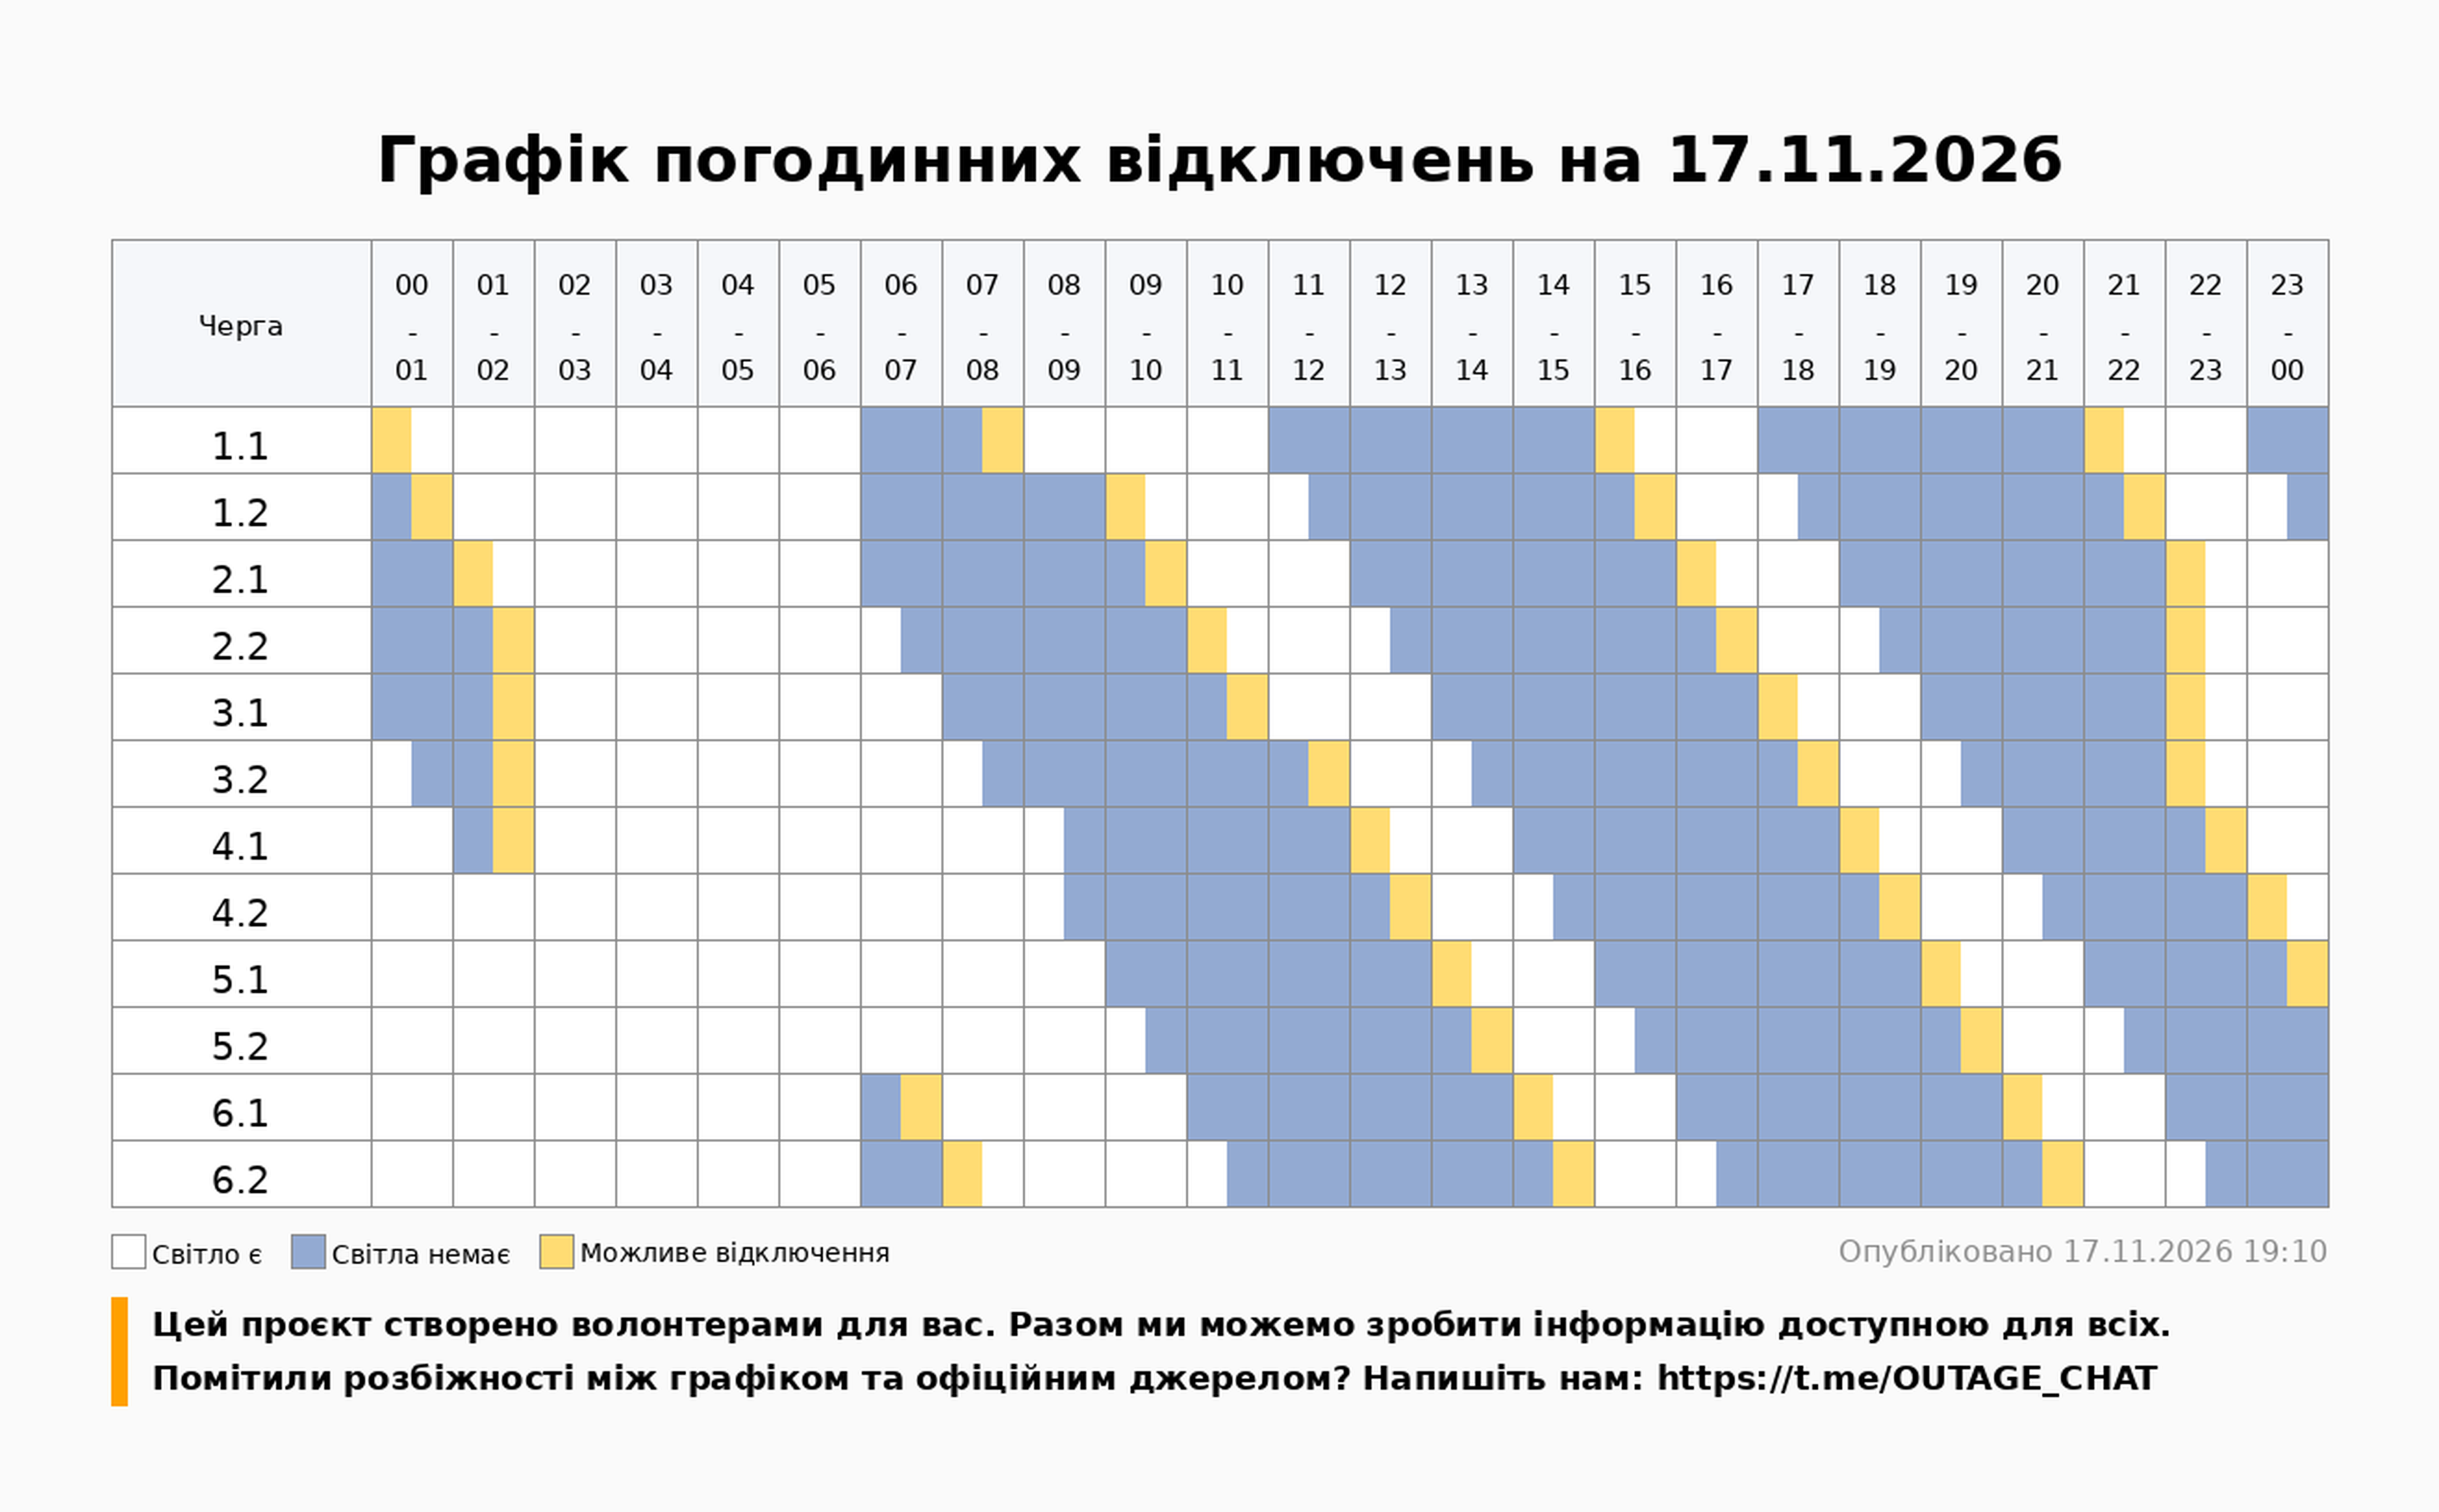 Графік погодинних відключень на 17.11.2026
Черга 00 - 01 01 - 02 02 - 03 03 - 04 04 - 05 05 - 06 06 - 07 07 - 08 08 - 09 09 - 10 10 - 11 11 - 12 12 - 13 13 - 14 14 - 15 15 - 16 16 - 17 17 - 18 18 - 19 19 - 20 20 - 21 21 - 22 22 - 23 23 - 00
1.1
1.2
2.1
2.2
3.1
3.2
4.1
4.2
5.1
5.2
6.1
6.2
Світло є Світла немає Можливе відключення Опубліковано 17.11.2026 19:10
Цей проєкт створено волонтерами для вас. Разом ми можемо зробити інформацію доступною для всіх.
Помітили розбіжності між графіком та офіційним джерелом? Напишіть нам: https://t.me/OUTAGE_CHAT